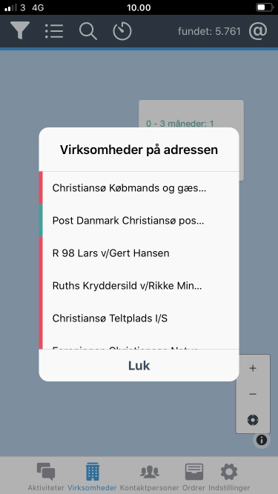 3 4G 10.00
fundet: 5.761 @
0 - 3 måneder: 1
Virksomheder på adressen
Christiansø Købmands og gæs...
Post Danmark Christiansø pos...
R 98 Lars v/Gert Hansen
Ruths Kryddersild v/Rikke Min...
Christiansø Teltplads I/S
Luk
+
−
i
Aktiviteter Virksomheder Kontaktpersoner Ordrer Indstillinger